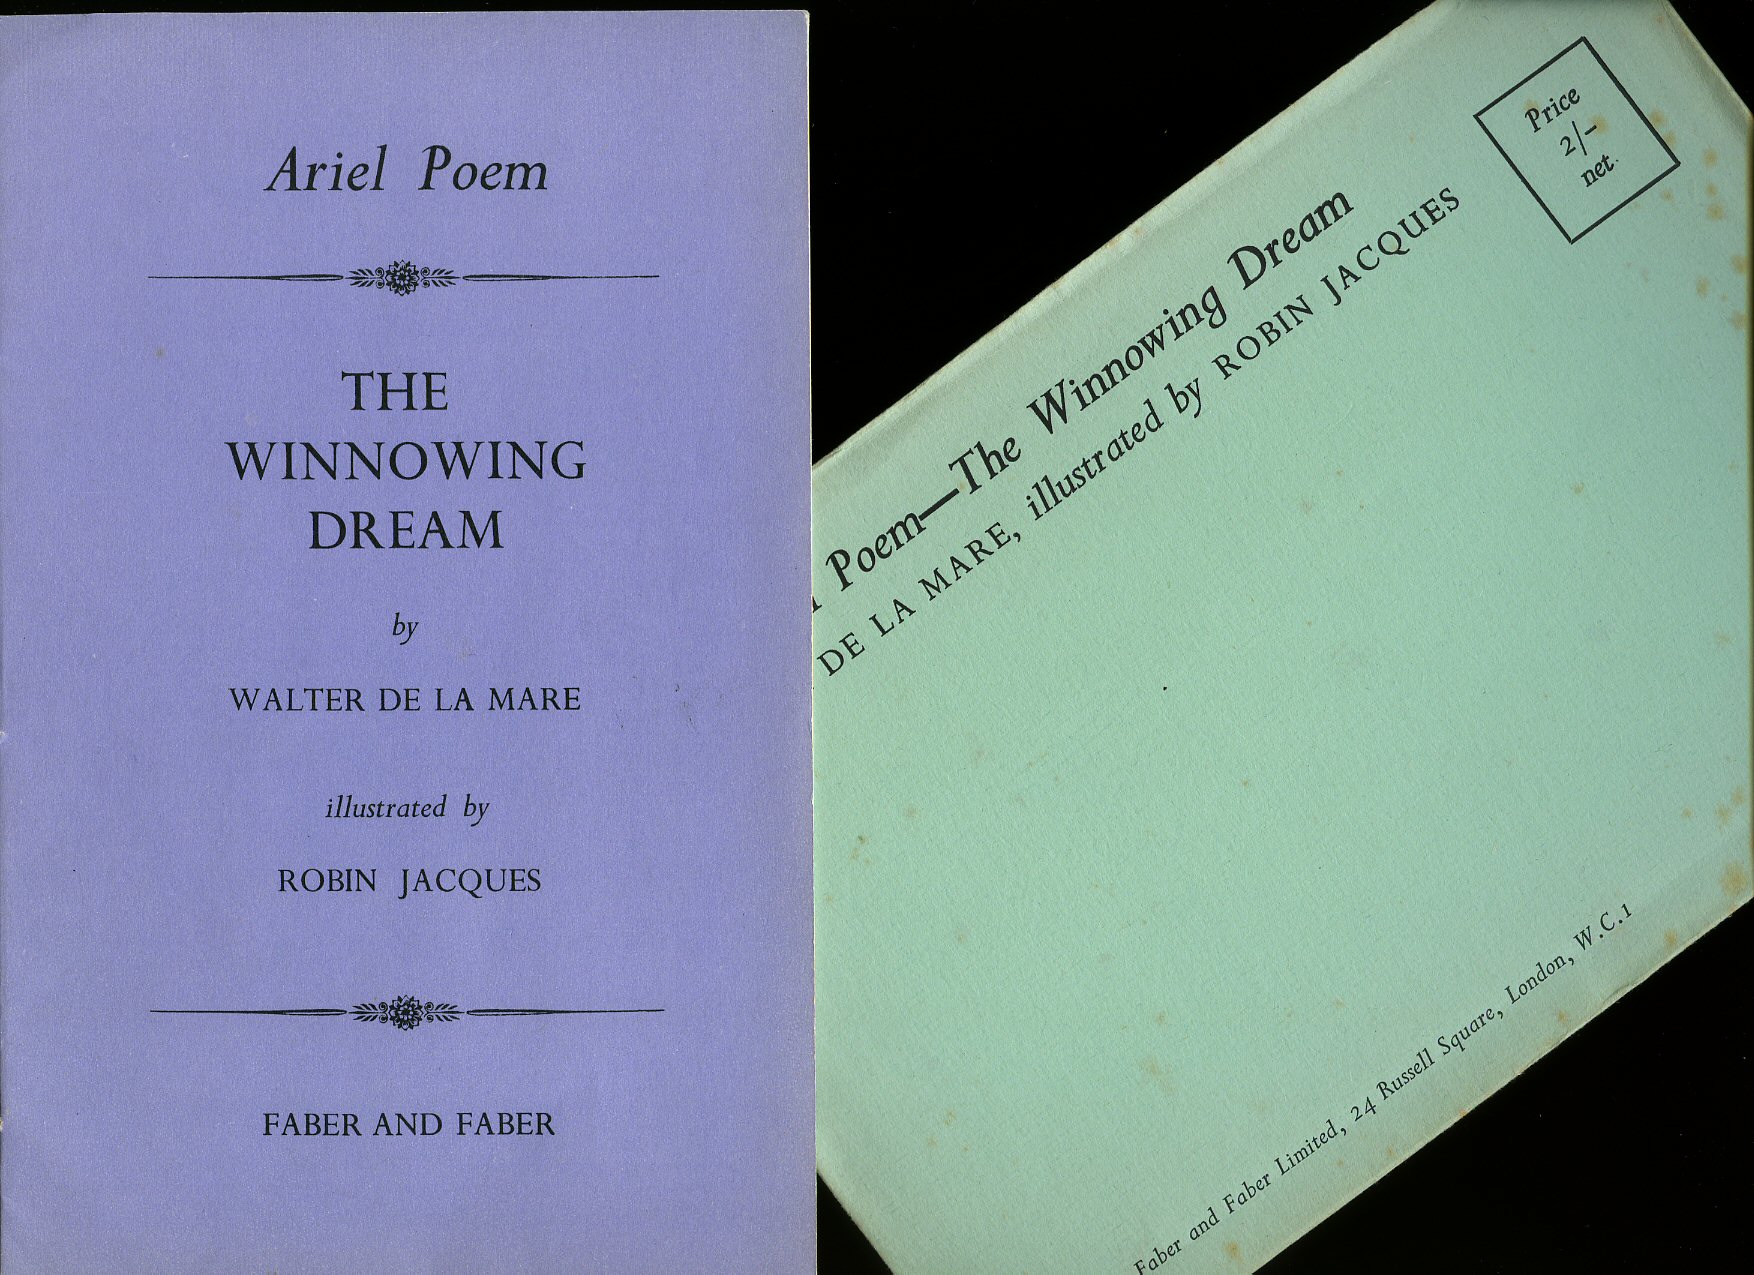 Ariel Poem
THE
WINNOWING
DREAM
by
WALTER DE LA MARE
illustrated by
ROBIN JACQUES
FABER AND FABER
Price
2/-
net.
Poem—The Winnowing Dream
DE LA MARE, illustrated by ROBIN JACQUES
Faber and Faber Limited, 24 Russell Square, London, W.C.1